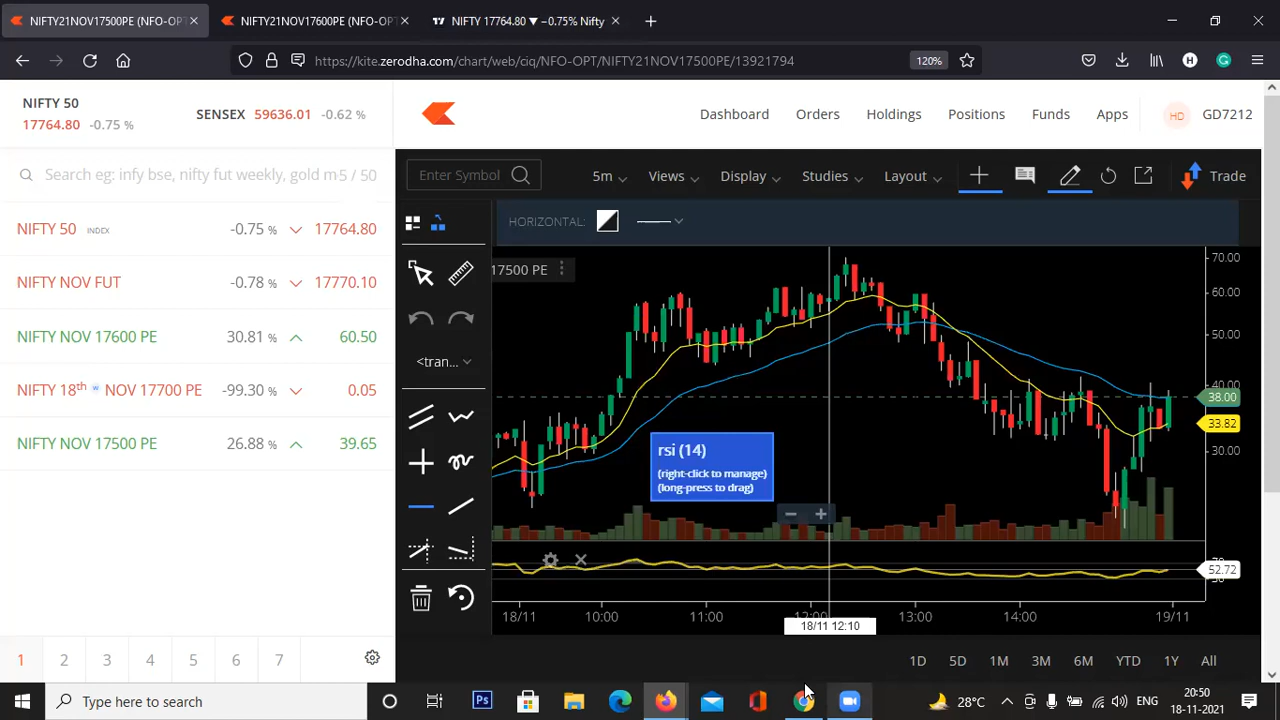 NIFTY21NOV17500PE (NFO-OPT
NIFTY21NOV17600PE (NFO-OPT
NIFTY 17764.80 ▼ −0.75% Nifty
https://kite.zerodha.com/chart/web/ciq/NFO-OPT/NIFTY21NOV17500PE/13921794
120%
H
NIFTY 50
17764.80 -0.75 %
SENSEX 59636.01 -0.62 %
Dashboard
Orders
Holdings
Positions
Funds
Apps
HD
GD7212
Search eg: infy bse, nifty fut weekly, gold m
5 / 50
Enter Symbol
5m
Views
Display
Studies
Layout
Trade
NIFTY 50 INDEX -0.75 % 17764.80
NIFTY NOV FUT -0.78 % 17770.10
NIFTY NOV 17600 PE 30.81 % 60.50
NIFTY 18th w NOV 17700 PE -99.30 % 0.05
NIFTY NOV 17500 PE 26.88 % 39.65
HORIZONTAL:
17500 PE
<tran...
70.00
60.00
50.00
40.00
38.00
33.82
30.00
rsi (14)
(right-click to manage)
(long-press to drag)
52.72
18/11
10:00
11:00
12:00
13:00
14:00
19/11
18/11 12:10
1 2 3 4 5 6 7
1D 5D 1M 3M 6M YTD 1Y All
Type here to search
Ps
28°C
ENG
20:50
18-11-2021